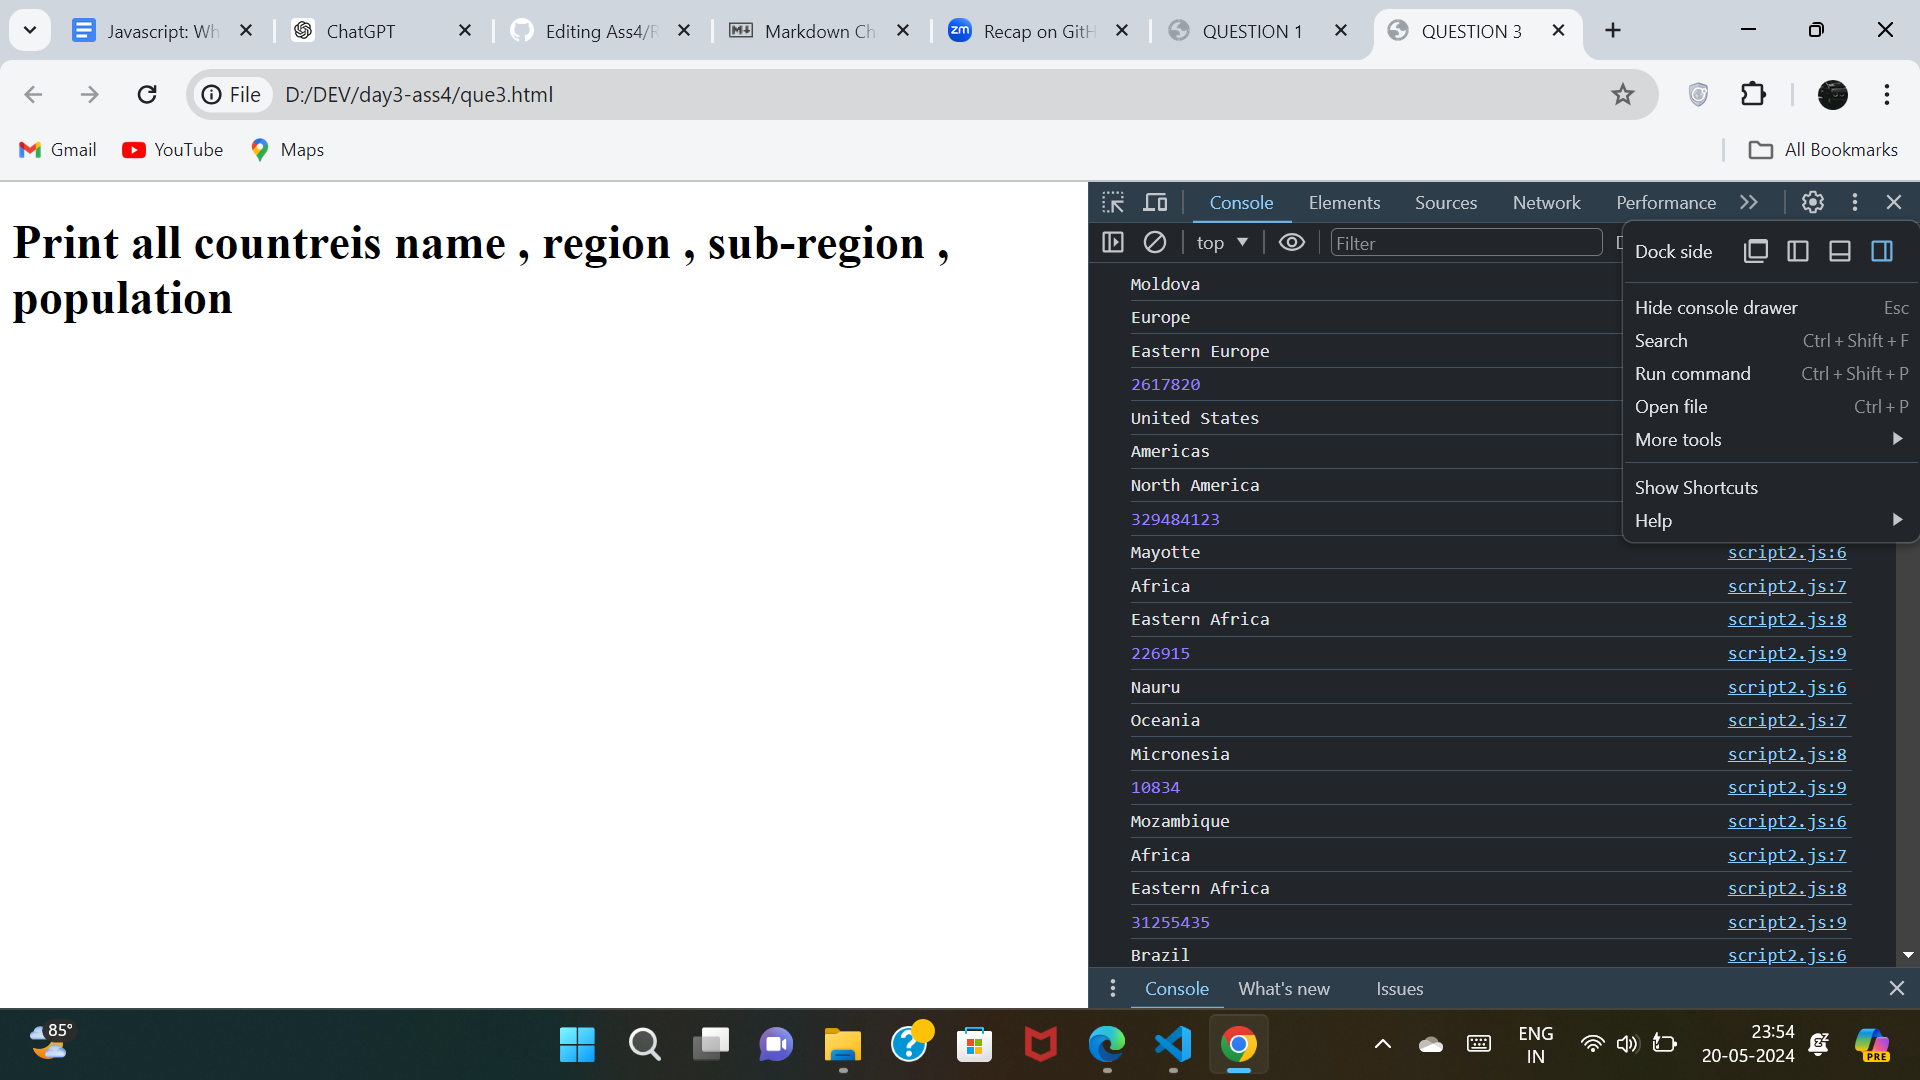 Javascript: Wh
ChatGPT
Editing Ass4/R
Markdown Ch
zm
Recap on GitH
QUESTION 1
QUESTION 3
File
D:/DEV/day3-ass4/que3.html
Gmail
YouTube
Maps
All Bookmarks
Print all countreis name , region , sub-region ,
population
Console
Elements
Sources
Network
Performance
top
Filter
Dock side
Hide console drawer Esc
Search Ctrl + Shift + F
Run command Ctrl + Shift + P
Open file Ctrl + P
More tools
Show Shortcuts
Help
Moldova
Europe
Eastern Europe
2617820
United States
Americas
North America
329484123
Mayotte script2.js:6
Africa script2.js:7
Eastern Africa script2.js:8
226915 script2.js:9
Nauru script2.js:6
Oceania script2.js:7
Micronesia script2.js:8
10834 script2.js:9
Mozambique script2.js:6
Africa script2.js:7
Eastern Africa script2.js:8
31255435 script2.js:9
Brazil script2.js:6
Console
What's new
Issues
85°
ENG
IN
23:54
20-05-2024
PRE